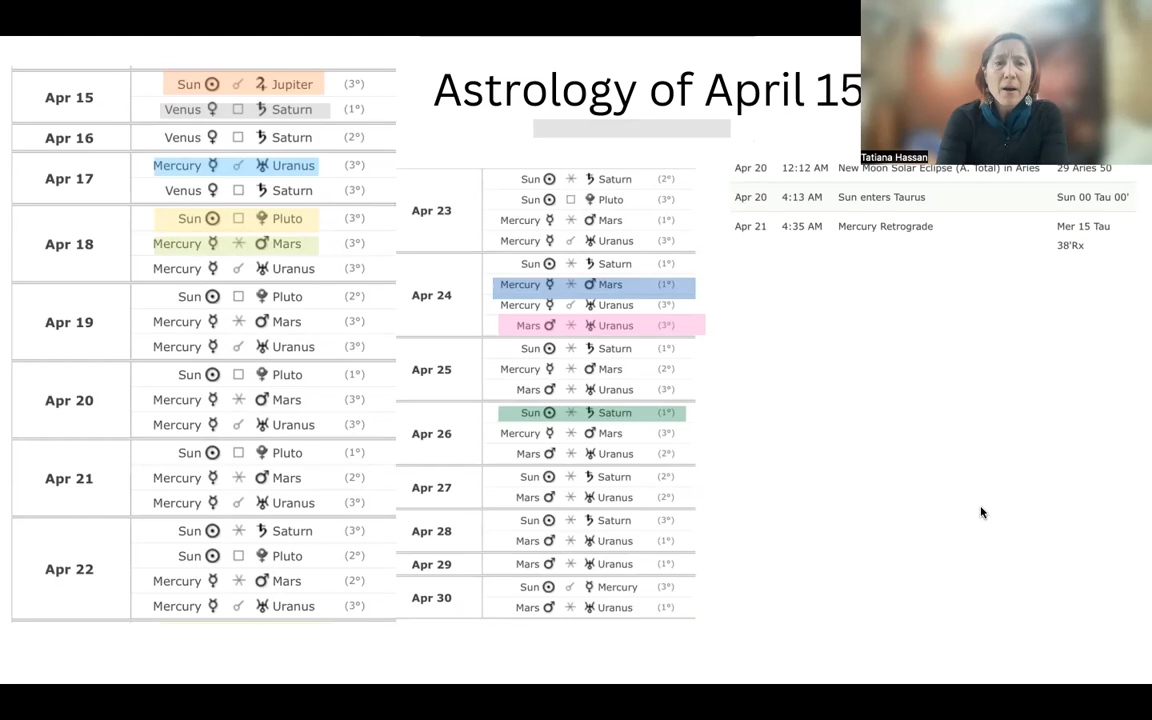 Astrology of April 15
Tatiana Hassan
Apr 15
Sun ☉ ☌ ♃ Jupiter (3°)
Venus ♀ □ ♄ Saturn (1°)
Apr 16
Venus ♀ □ ♄ Saturn (2°)
Apr 17
Mercury ☿ ☌ ♅ Uranus (3°)
Venus ♀ □ ♄ Saturn (3°)
Apr 18
Sun ☉ □ ⯓ Pluto (3°)
Mercury ☿ ⚹ ♂ Mars (3°)
Mercury ☿ ☌ ♅ Uranus (3°)
Apr 19
Sun ☉ □ ⯓ Pluto (2°)
Mercury ☿ ⚹ ♂ Mars (3°)
Mercury ☿ ☌ ♅ Uranus (3°)
Apr 20
Sun ☉ □ ⯓ Pluto (1°)
Mercury ☿ ⚹ ♂ Mars (3°)
Mercury ☿ ☌ ♅ Uranus (3°)
Apr 21
Sun ☉ □ ⯓ Pluto (1°)
Mercury ☿ ⚹ ♂ Mars (2°)
Mercury ☿ ☌ ♅ Uranus (3°)
Apr 22
Sun ☉ ⚹ ♄ Saturn (3°)
Sun ☉ □ ⯓ Pluto (2°)
Mercury ☿ ⚹ ♂ Mars (2°)
Mercury ☿ ☌ ♅ Uranus (3°)
Apr 23
Sun ☉ ⚹ ♄ Saturn (2°)
Sun ☉ □ ⯓ Pluto (3°)
Mercury ☿ ⚹ ♂ Mars (1°)
Mercury ☿ ☌ ♅ Uranus (3°)
Apr 24
Sun ☉ ⚹ ♄ Saturn (1°)
Mercury ☿ ⚹ ♂ Mars (1°)
Mercury ☿ ☌ ♅ Uranus (3°)
Mars ♂ ⚹ ♅ Uranus (3°)
Apr 25
Sun ☉ ⚹ ♄ Saturn (1°)
Mercury ☿ ⚹ ♂ Mars (2°)
Mars ♂ ⚹ ♅ Uranus (3°)
Apr 26
Sun ☉ ⚹ ♄ Saturn (1°)
Mercury ☿ ⚹ ♂ Mars (3°)
Mars ♂ ⚹ ♅ Uranus (2°)
Apr 27
Sun ☉ ⚹ ♄ Saturn (2°)
Mars ♂ ⚹ ♅ Uranus (2°)
Apr 28
Sun ☉ ⚹ ♄ Saturn (3°)
Mars ♂ ⚹ ♅ Uranus (1°)
Apr 29
Mars ♂ ⚹ ♅ Uranus (1°)
Apr 30
Sun ☉ ☌ ☿ Mercury (3°)
Mars ♂ ⚹ ♅ Uranus (1°)
Apr 20 12:12 AM New Moon Solar Eclipse (A. Total) in Aries 29 Aries 50
Apr 20 4:13 AM Sun enters Taurus Sun 00 Tau 00'
Apr 21 4:35 AM Mercury Retrograde Mer 15 Tau
38'Rx